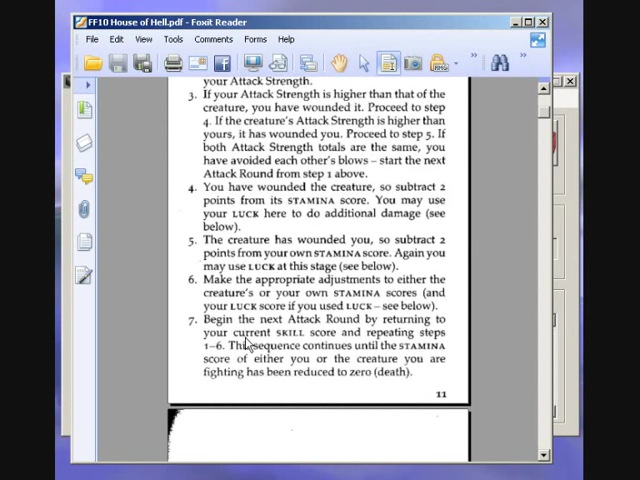 FF10 House of Hell.pdf - Foxit Reader
File Edit View Tools Comments Forms Help
your Attack Strength.
3. If your Attack Strength is higher than that of the
creature, you have wounded it. Proceed to step
4. If the creature's Attack Strength is higher than
yours, it has wounded you. Proceed to step 5. If
both Attack Strength totals are the same, you
have avoided each other's blows – start the next
Attack Round from step 1 above.
4. You have wounded the creature, so subtract 2
points from its STAMINA score. You may use
your LUCK here to do additional damage (see
below).
5. The creature has wounded you, so subtract 2
points from your own STAMINA score. Again you
may use LUCK at this stage (see below).
6. Make the appropriate adjustments to either the
creature's or your own STAMINA scores (and
your LUCK score if you used LUCK – see below).
7. Begin the next Attack Round by returning to
your current SKILL score and repeating steps
1–6. This sequence continues until the STAMINA
score of either you or the creature you are
fighting has been reduced to zero (death).
11